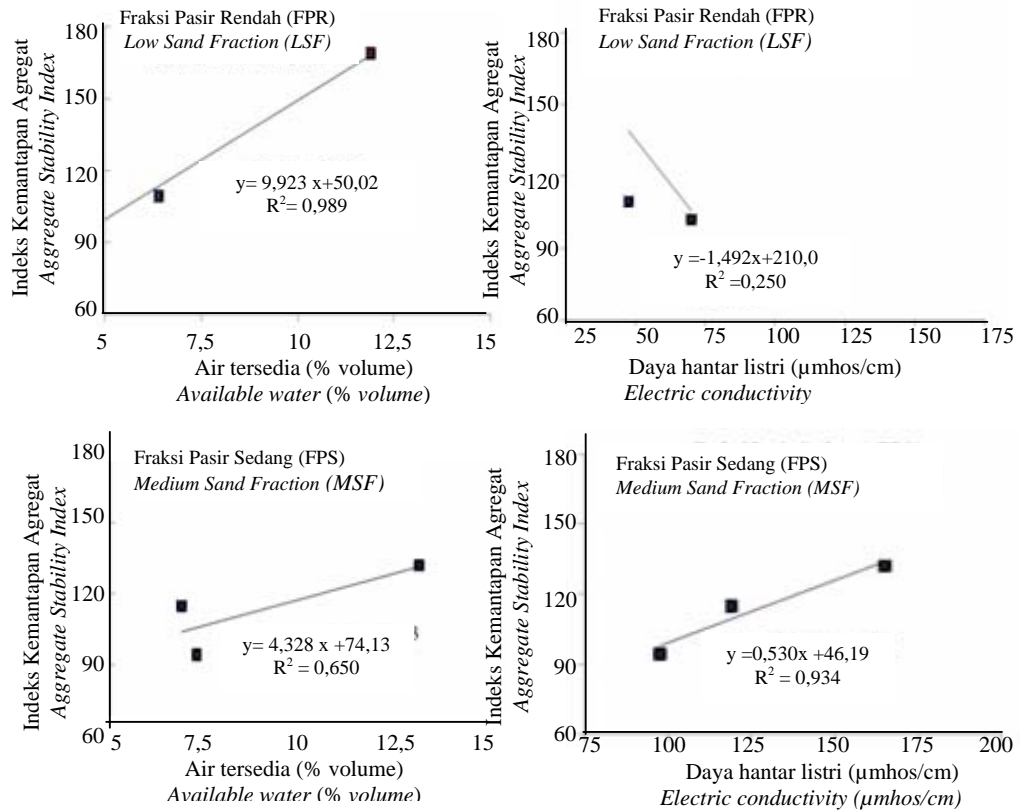 Fraksi Pasir Rendah (FPR)
Low Sand Fraction (LSF)
Indeks Kemantapan Agregat
Aggregate Stability Index
180
150
120
90
60
y= 9,923 x+50,02
R²= 0,989
5 7,5 10 12,5 15
Air tersedia (% volume)
Available water (% volume)
Fraksi Pasir Rendah (FPR)
Low Sand Fraction (LSF)
Indeks Kemantapan Agregat
Aggregate Stability Index
180
150
120
90
60
y =-1,492x+210,0
R² =0,250
25 50 75 100 125 150 175
Daya hantar listri (µmhos/cm)
Electric conductivity
Fraksi Pasir Sedang (FPS)
Medium Sand Fraction (MSF)
Indeks Kemantapan Agregat
Aggregate Stability Index
180
150
120
90
60
y= 4,328 x +74,13
R² = 0,650
5 7,5 10 12,5 15
Air tersedia (% volume)
Available water (% volume)
Fraksi Pasir Sedang (FPS)
Medium Sand Fraction (MSF)
Indeks Kemantapan Agregat
Aggregate Stability Index
180
150
120
90
60
y =0,530x +46,19
R² = 0,934
75 100 125 150 175 200
Daya hantar listri (µmhos/cm)
Electric conductivity (µmhos/cm)